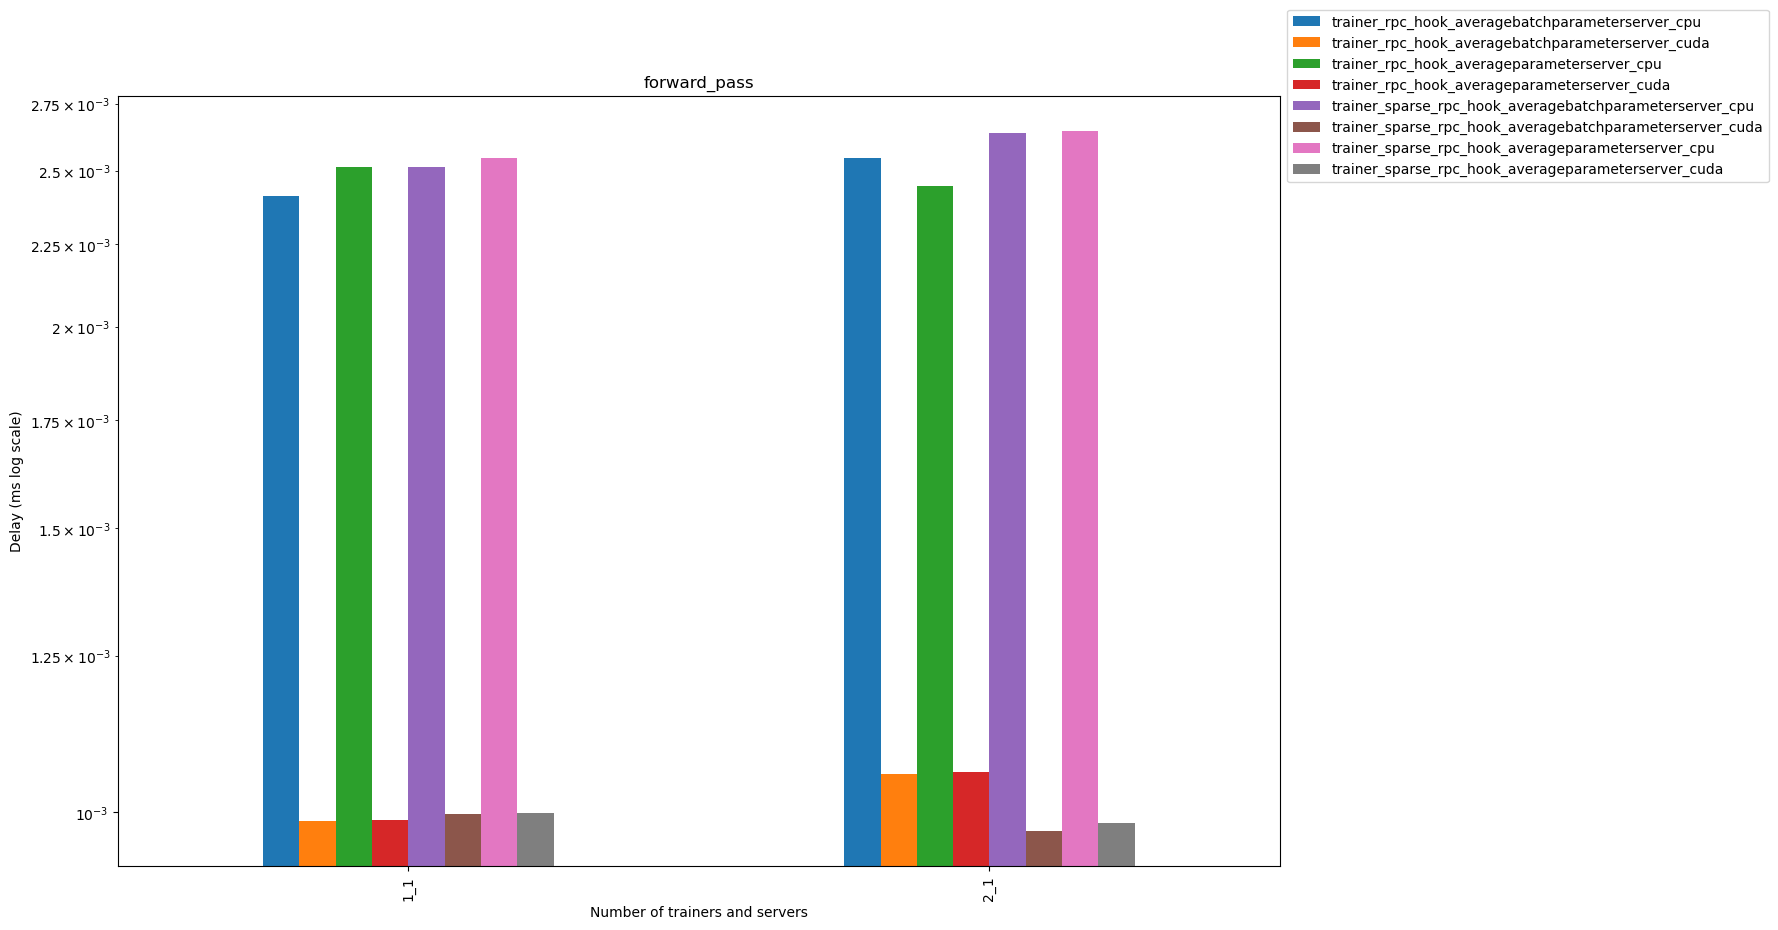 forward_pass
trainer_rpc_hook_averagebatchparameterserver_cpu
trainer_rpc_hook_averagebatchparameterserver_cuda
trainer_rpc_hook_averageparameterserver_cpu
trainer_rpc_hook_averageparameterserver_cuda
trainer_sparse_rpc_hook_averagebatchparameterserver_cpu
trainer_sparse_rpc_hook_averagebatchparameterserver_cuda
trainer_sparse_rpc_hook_averageparameterserver_cpu
trainer_sparse_rpc_hook_averageparameterserver_cuda
Delay (ms log scale)
2.75 × 10⁻³
2.5 × 10⁻³
2.25 × 10⁻³
2 × 10⁻³
1.75 × 10⁻³
1.5 × 10⁻³
1.25 × 10⁻³
10⁻³
1_1
2_1
Number of trainers and servers